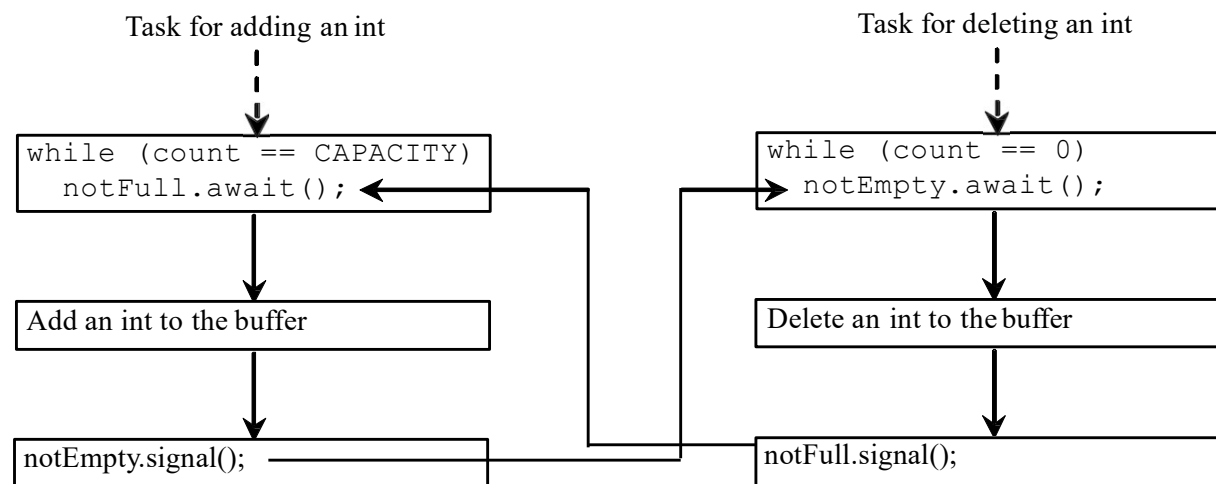 Task for adding an int
while (count == CAPACITY)
notFull.await();
Add an int to the buffer
notEmpty.signal();
Task for deleting an int
while (count == 0)
notEmpty.await();
Delete an int to the buffer
notFull.signal();